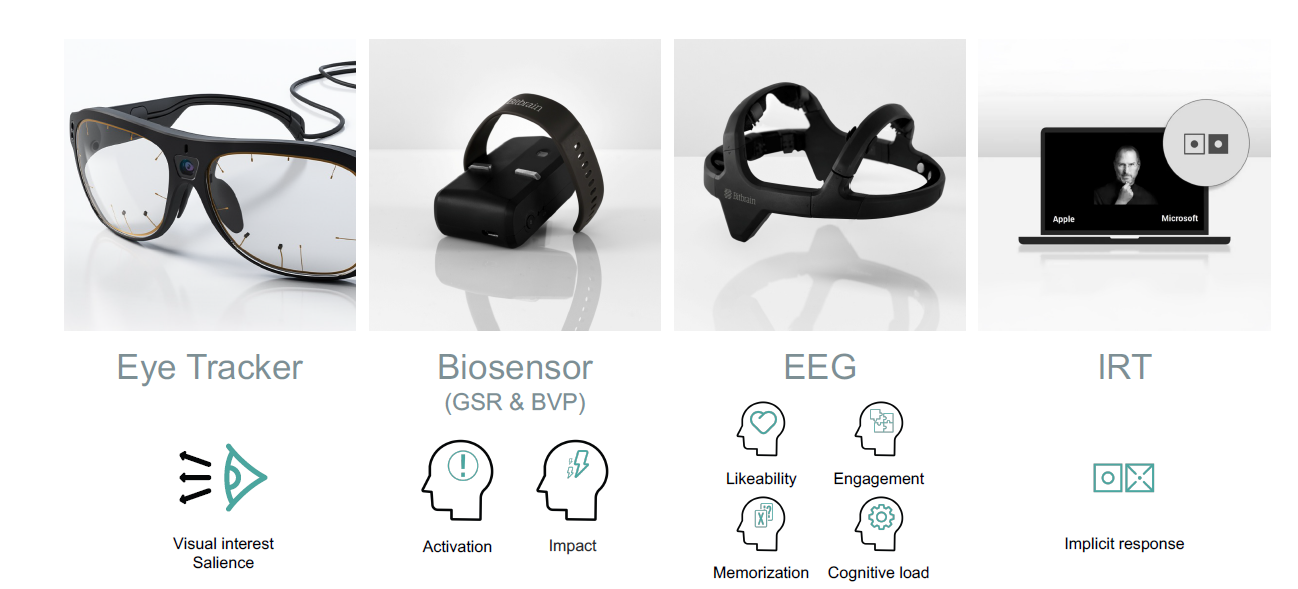 Bitbrain
Apple
Microsoft
Eye Tracker
Biosensor
(GSR & BVP)
EEG
IRT
Visual interest
Salience
Activation
Impact
Likeability
Engagement
Memorization
Cognitive load
Implicit response